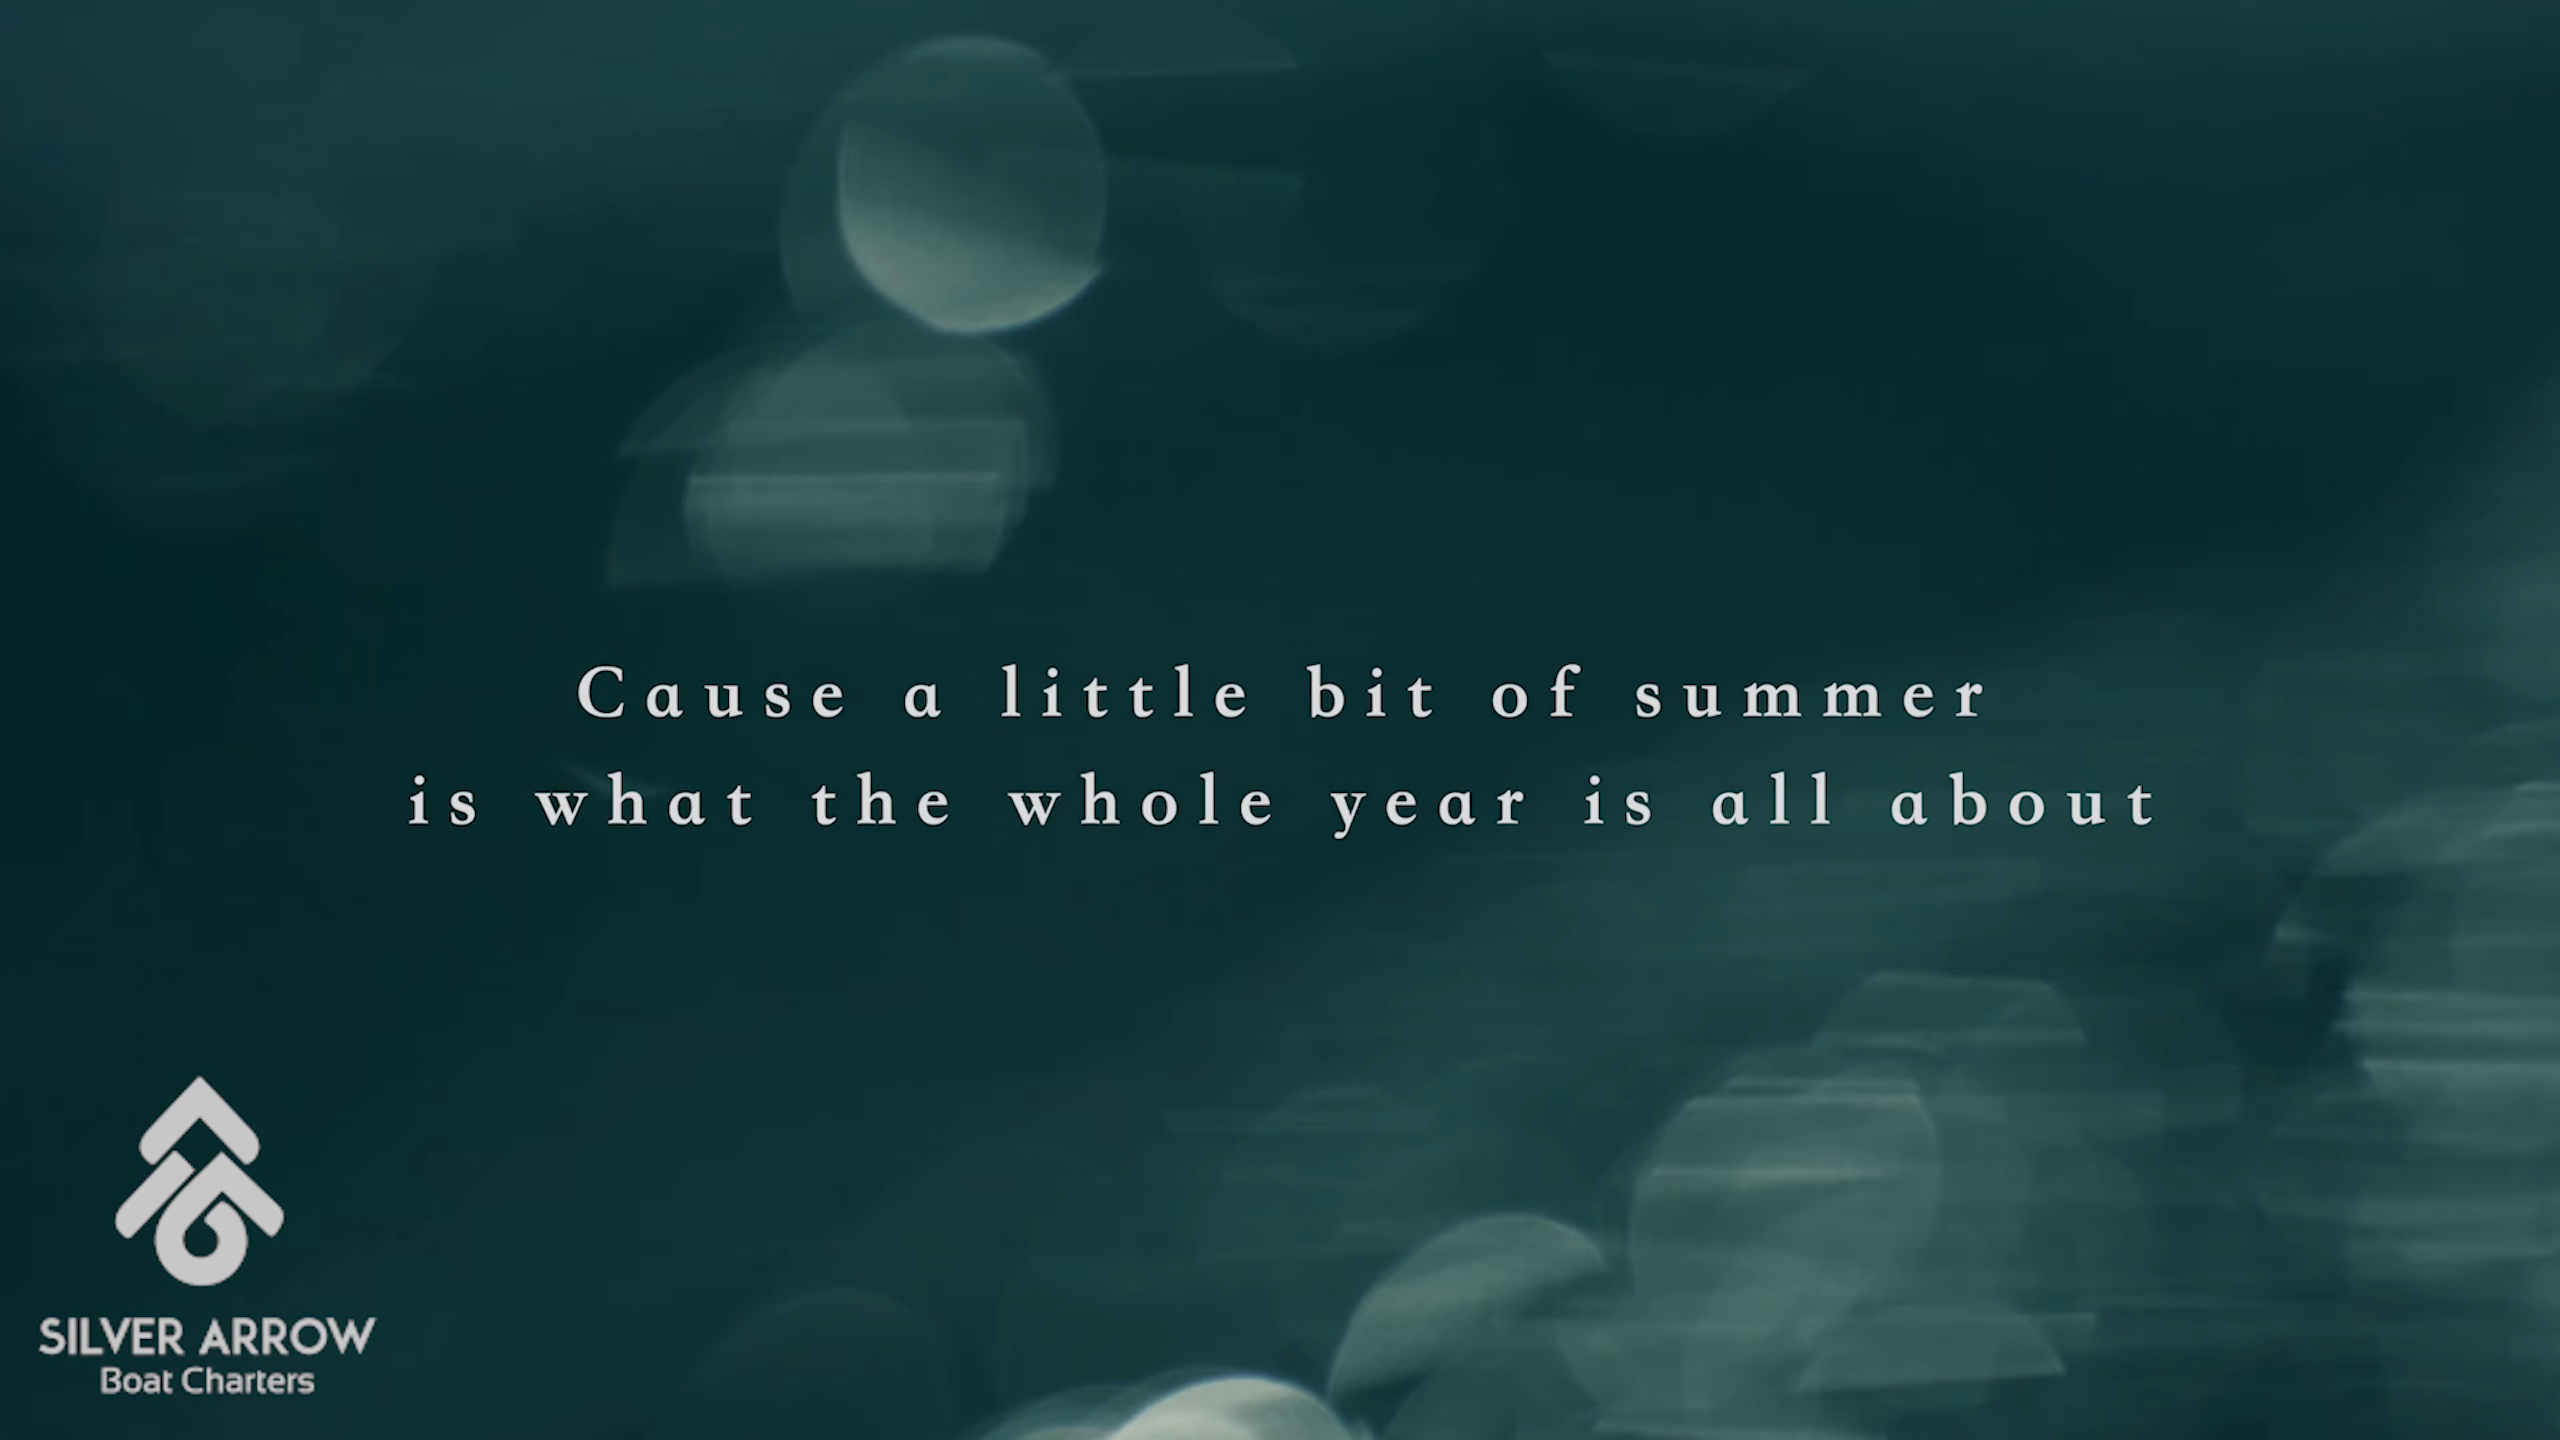 Cause a little bit of summer
is what the whole year is all about
SILVER ARROW
Boat Charters